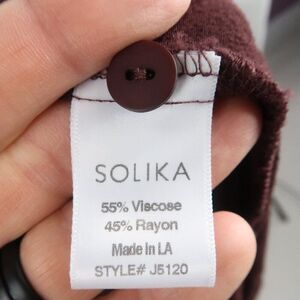 SOLIKA
55% Viscose
45% Rayon
Made in LA
STYLE# J5120